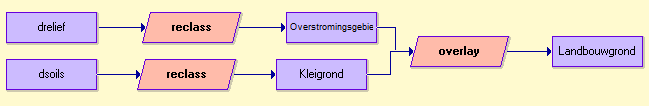 drelief reclass Overstromingsgebie
overlay Landbouwgrond
dsoils reclass Kleigrond